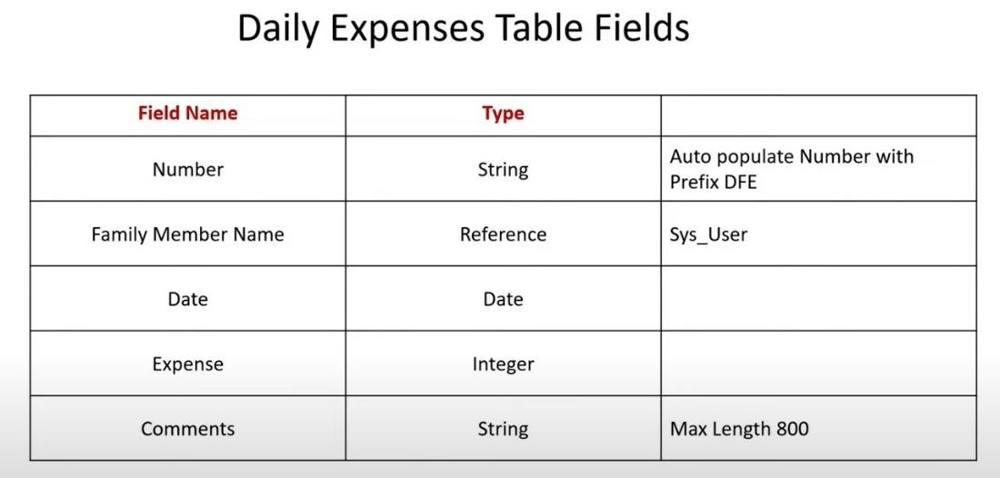 Daily Expenses Table Fields
Field Name Type
Number String Auto populate Number with
Prefix DFE
Family Member Name Reference Sys_User
Date Date
Expense Integer
Comments String Max Length 800